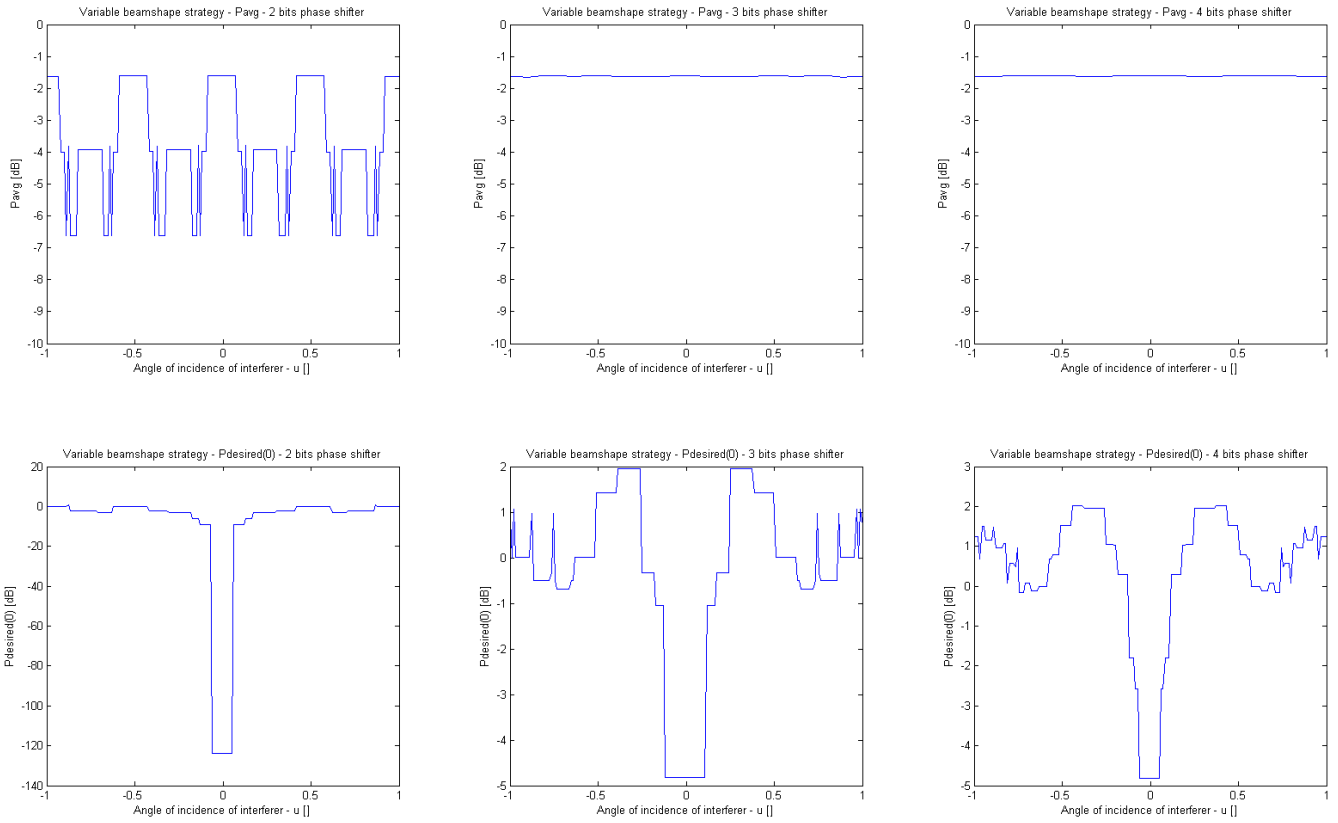 Variable beamshape strategy - Pavg - 2 bits phase shifter
0
-1
-2
-3
-4
-5
-6
-7
-8
-9
-10
Pavg [dB]
-1 -0.5 0 0.5 1
Angle of incidence of interferer - u []
Variable beamshape strategy - Pavg - 3 bits phase shifter
0
-1
-2
-3
-4
-5
-6
-7
-8
-9
-10
Pavg [dB]
-1 -0.5 0 0.5 1
Angle of incidence of interferer - u []
Variable beamshape strategy - Pavg - 4 bits phase shifter
0
-1
-2
-3
-4
-5
-6
-7
-8
-9
-10
Pavg [dB]
-1 -0.5 0 0.5 1
Angle of incidence of interferer - u []
Variable beamshape strategy - Pdesired(0) - 2 bits phase shifter
20
0
-20
-40
-60
-80
-100
-120
-140
Pdesired(0) [dB]
-1 -0.5 0 0.5 1
Angle of incidence of interferer - u []
Variable beamshape strategy - Pdesired(0) - 3 bits phase shifter
2
1
0
-1
-2
-3
-4
-5
Pdesired(0) [dB]
-1 -0.5 0 0.5 1
Angle of incidence of interferer - u []
Variable beamshape strategy - Pdesired(0) - 4 bits phase shifter
3
2
1
0
-1
-2
-3
-4
-5
Pdesired(0) [dB]
-1 -0.5 0 0.5 1
Angle of incidence of interferer - u []